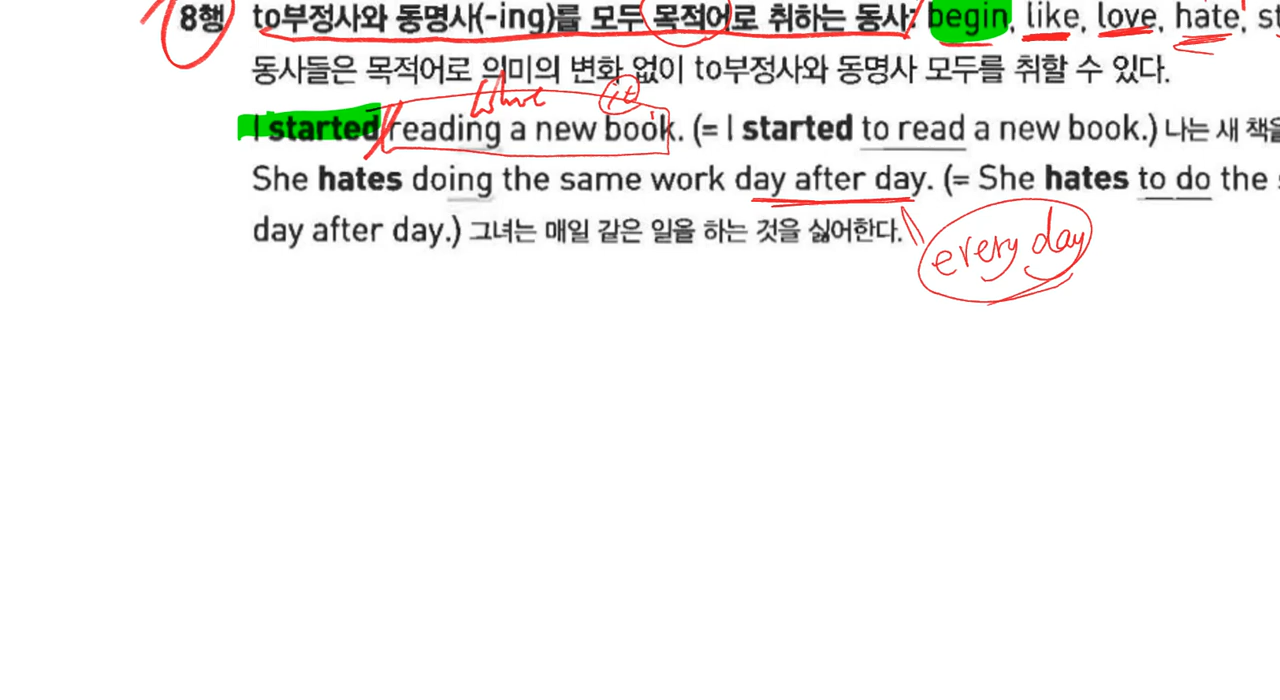 8행 to부정사와 동명사(-ing)를 모두 목적어로 취하는 동사: begin, like, love, hate,
동사들은 목적어로 의미의 변화 없이 to부정사와 동명사 모두를 취할 수 있다.
it
I started reading a new book. (= I started to read a new book.) 나는 새 책을
She hates doing the same work day after day. (= She hates to do the
day after day.) 그녀는 매일 같은 일을 하는 것을 싫어한다.
every day